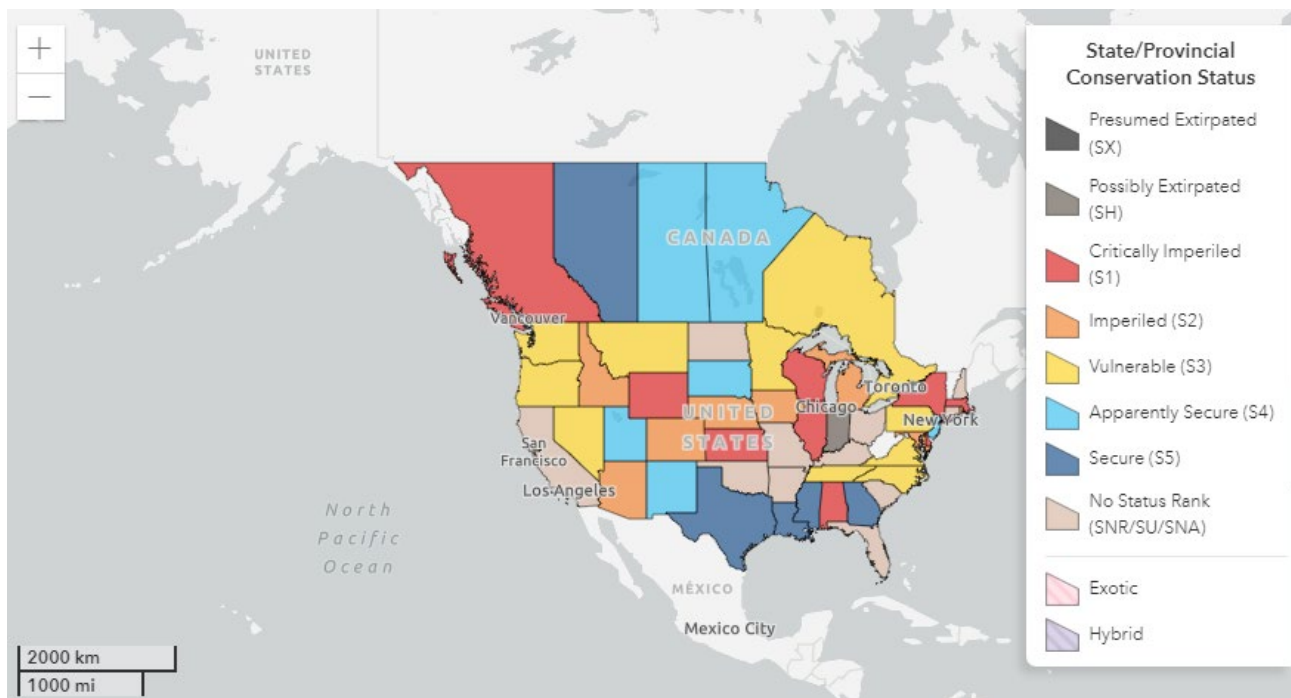 +
−
UNITED
STATES
CANADA
Vancouver
Toronto
Chicago
New York
UNITED
STATES
San
Francisco
Los Angeles
North
Pacific
Ocean
MÉXICO
Mexico City
2000 km
1000 mi
State/Provincial
Conservation Status
Presumed Extirpated
(SX)
Possibly Extirpated
(SH)
Critically Imperiled
(S1)
Imperiled (S2)
Vulnerable (S3)
Apparently Secure (S4)
Secure (S5)
No Status Rank
(SNR/SU/SNA)
Exotic
Hybrid